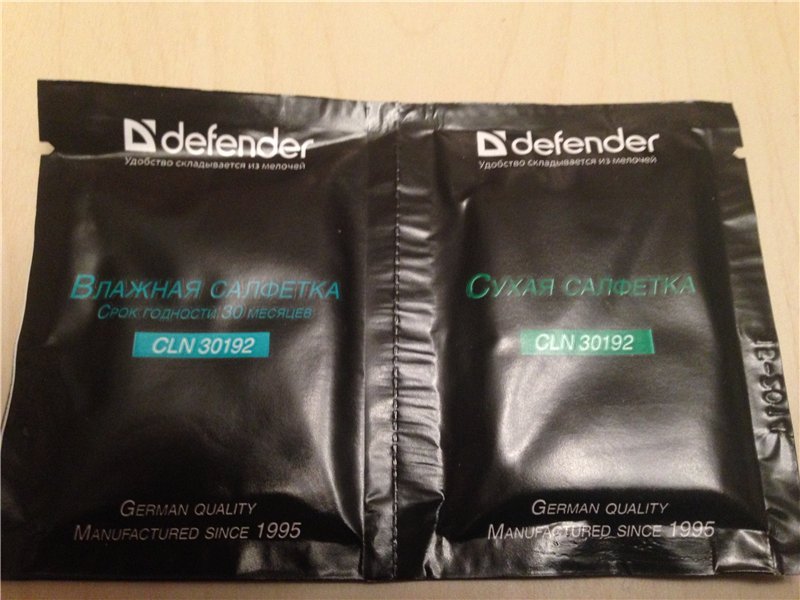 defender
Удобство складывается из мелочей
Влажная салфетка
Срок годности 30 месяцев
CLN 30192
German quality
Manufactured since 1995
defender
Удобство складывается из мелочей
Сухая салфетка
CLN 30192
German quality
Manufactured since 1995